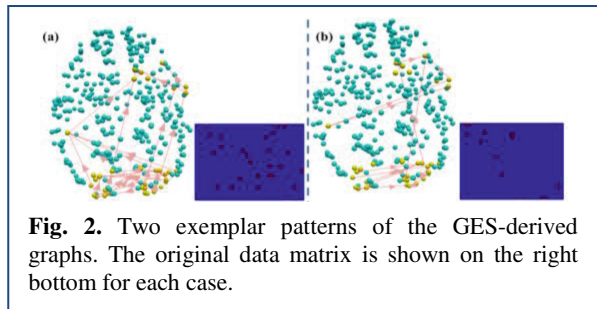 (a)
(b)
Fig. 2. Two exemplar patterns of the GES-derived
graphs. The original data matrix is shown on the right
bottom for each case.